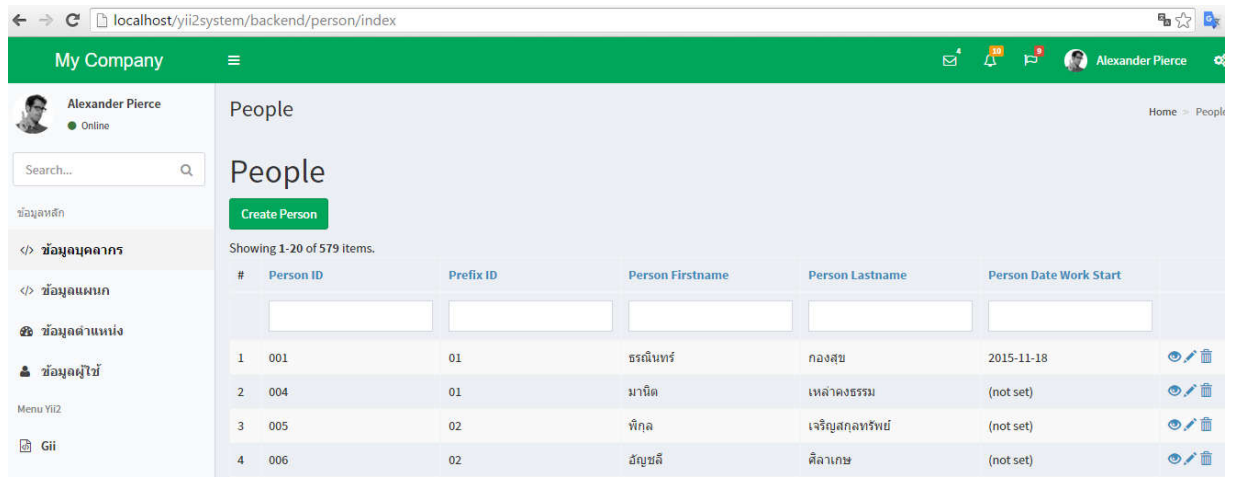 localhost/yii2system/backend/person/index
My Company
4
10
9
Alexander Pierce
Alexander Pierce
Online
Search...
ข้อมูลหลัก
ข้อมูลบุคลากร
ข้อมูลแผนก
ข้อมูลตำแหน่ง
ข้อมูลผู้ใช้
Menu Yii2
Gii
People
Home > People
People
Create Person
Showing 1-20 of 579 items.
# Person ID Prefix ID Person Firstname Person Lastname Person Date Work Start
1 001 01 ธรณินทร์ กองสุข 2015-11-18
2 004 01 มานิต เหล่าคงธรรม (not set)
3 005 02 พิกุล เจริญสกุลทรัพย์ (not set)
4 006 02 อัญชลี ศิลาเกษ (not set)